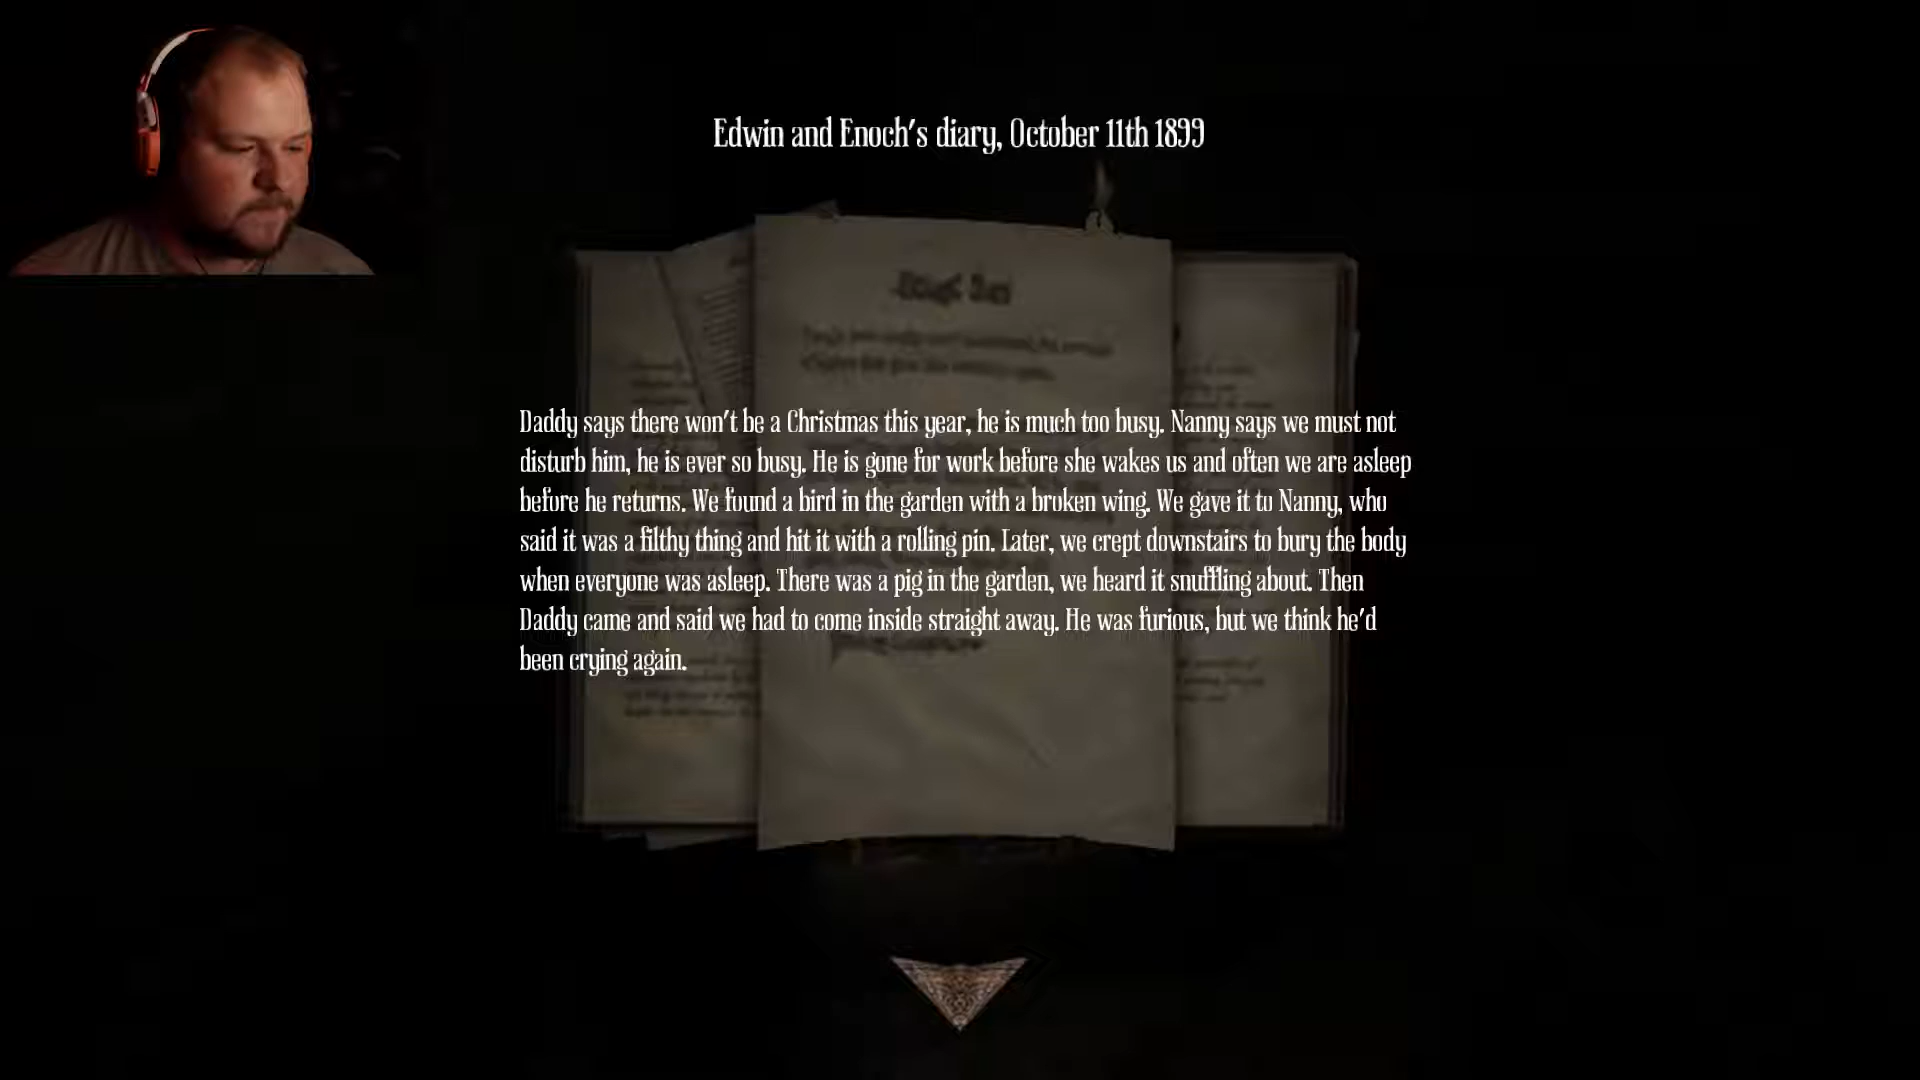 Edwin and Enoch's diary, October 11th 1899
Daddy says there won't be a Christmas this year, he is much too busy. Nanny says we must not
disturb him, he is ever so busy. He is gone for work before she wakes us and often we are asleep
before he returns. We found a bird in the garden with a broken wing. We gave it to Nanny, who
said it was a filthy thing and hit it with a rolling pin. Later, we crept downstairs to bury the body
when everyone was asleep. There was a pig in the garden, we heard it snuffling about. Then
Daddy came and said we had to come inside straight away. He was furious, but we think he'd
been crying again.